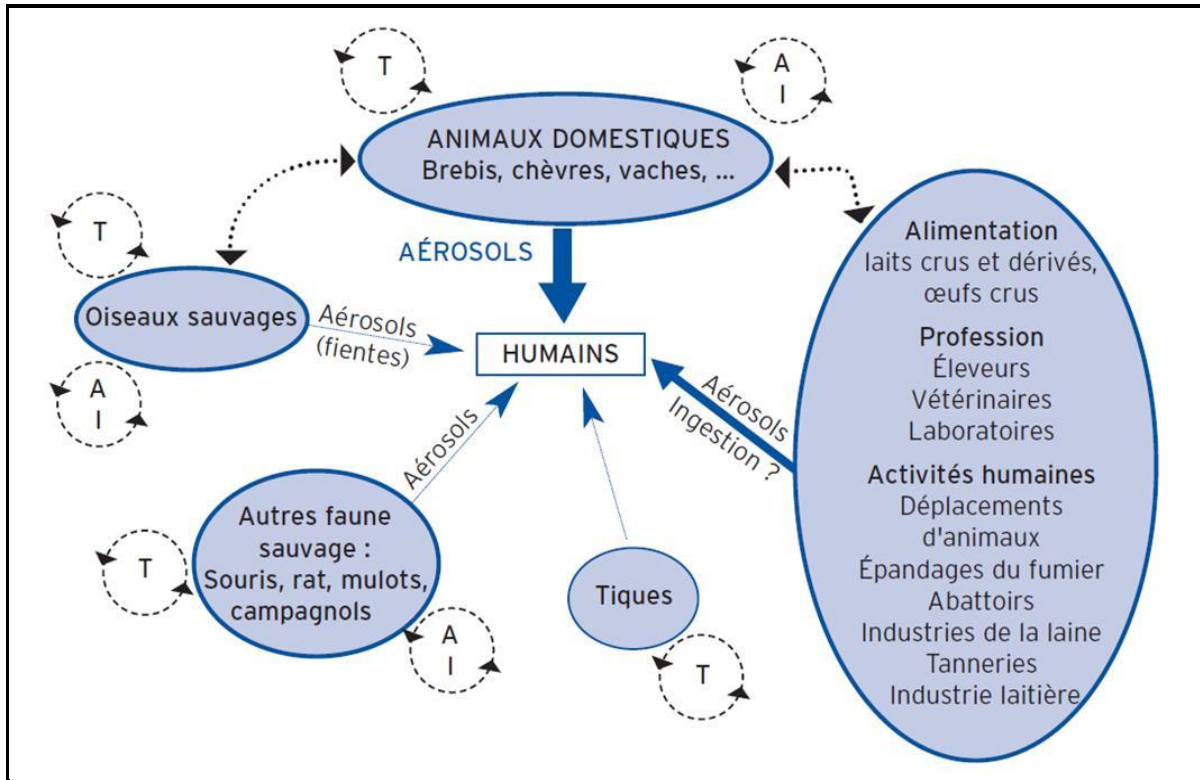 T
A
I
ANIMAUX DOMESTIQUES
Brebis, chèvres, vaches, ...
AÉROSOLS
T
Oiseaux sauvages
A
I
Aérosols
(fientes)
HUMAINS
Aérosols
Ingestion ?
Alimentation
laits crus et dérivés,
œufs crus
Profession
Éleveurs
Vétérinaires
Laboratoires
Activités humaines
Déplacements
d'animaux
Épandages du fumier
Abattoirs
Industries de la laine
Tanneries
Industrie laitière
Aérosols
Autres faune
sauvage :
Souris, rat, mulots,
campagnols
T
A
I
Tiques
T